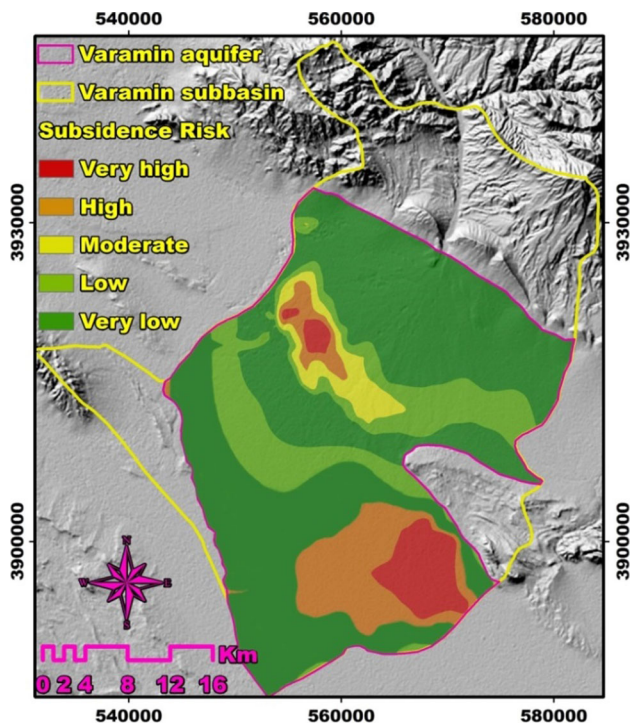 540000 560000 580000
Varamin aquifer
Varamin subbasin
Subsidence Risk
Very high
High
Moderate
Low
Very low
3930000 3930000
3900000 3900000
N
W E
S
Km
0 2 4 8 12 16
540000 560000 580000